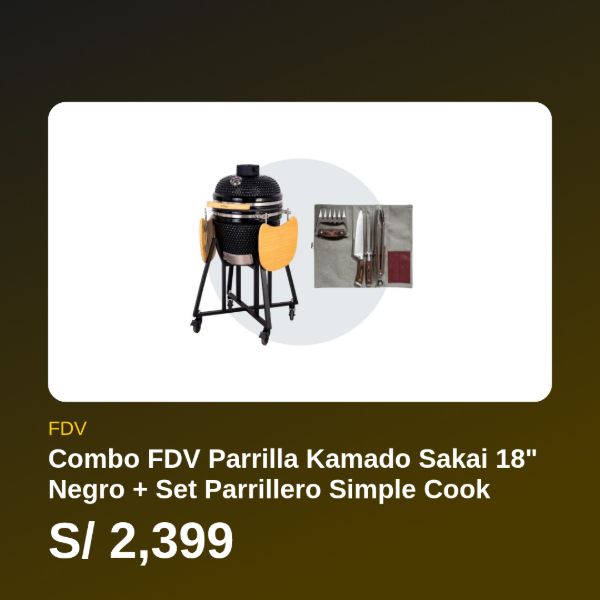 FDV
Combo FDV Parrilla Kamado Sakai 18"
Negro + Set Parrillero Simple Cook
S/ 2,399